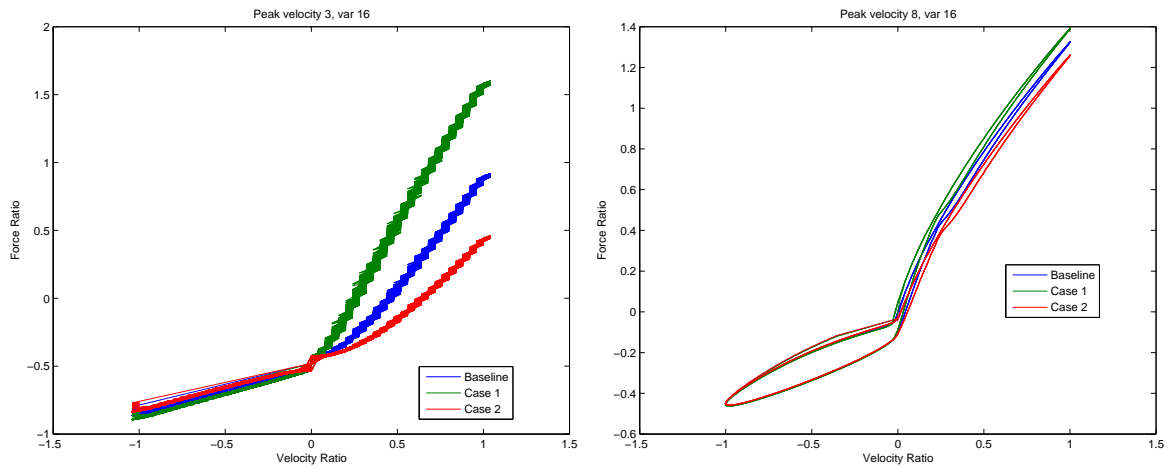 Peak velocity 3, var 16
2
1.5
1
0.5
0
−0.5
−1
−1.5
−1
−0.5
0
0.5
1
1.5
Force Ratio
Velocity Ratio
Baseline
Case 1
Case 2
Peak velocity 8, var 16
1.4
1.2
1
0.8
0.6
0.4
0.2
0
−0.2
−0.4
−0.6
−1.5
−1
−0.5
0
0.5
1
1.5
Force Ratio
Velocity Ratio
Baseline
Case 1
Case 2